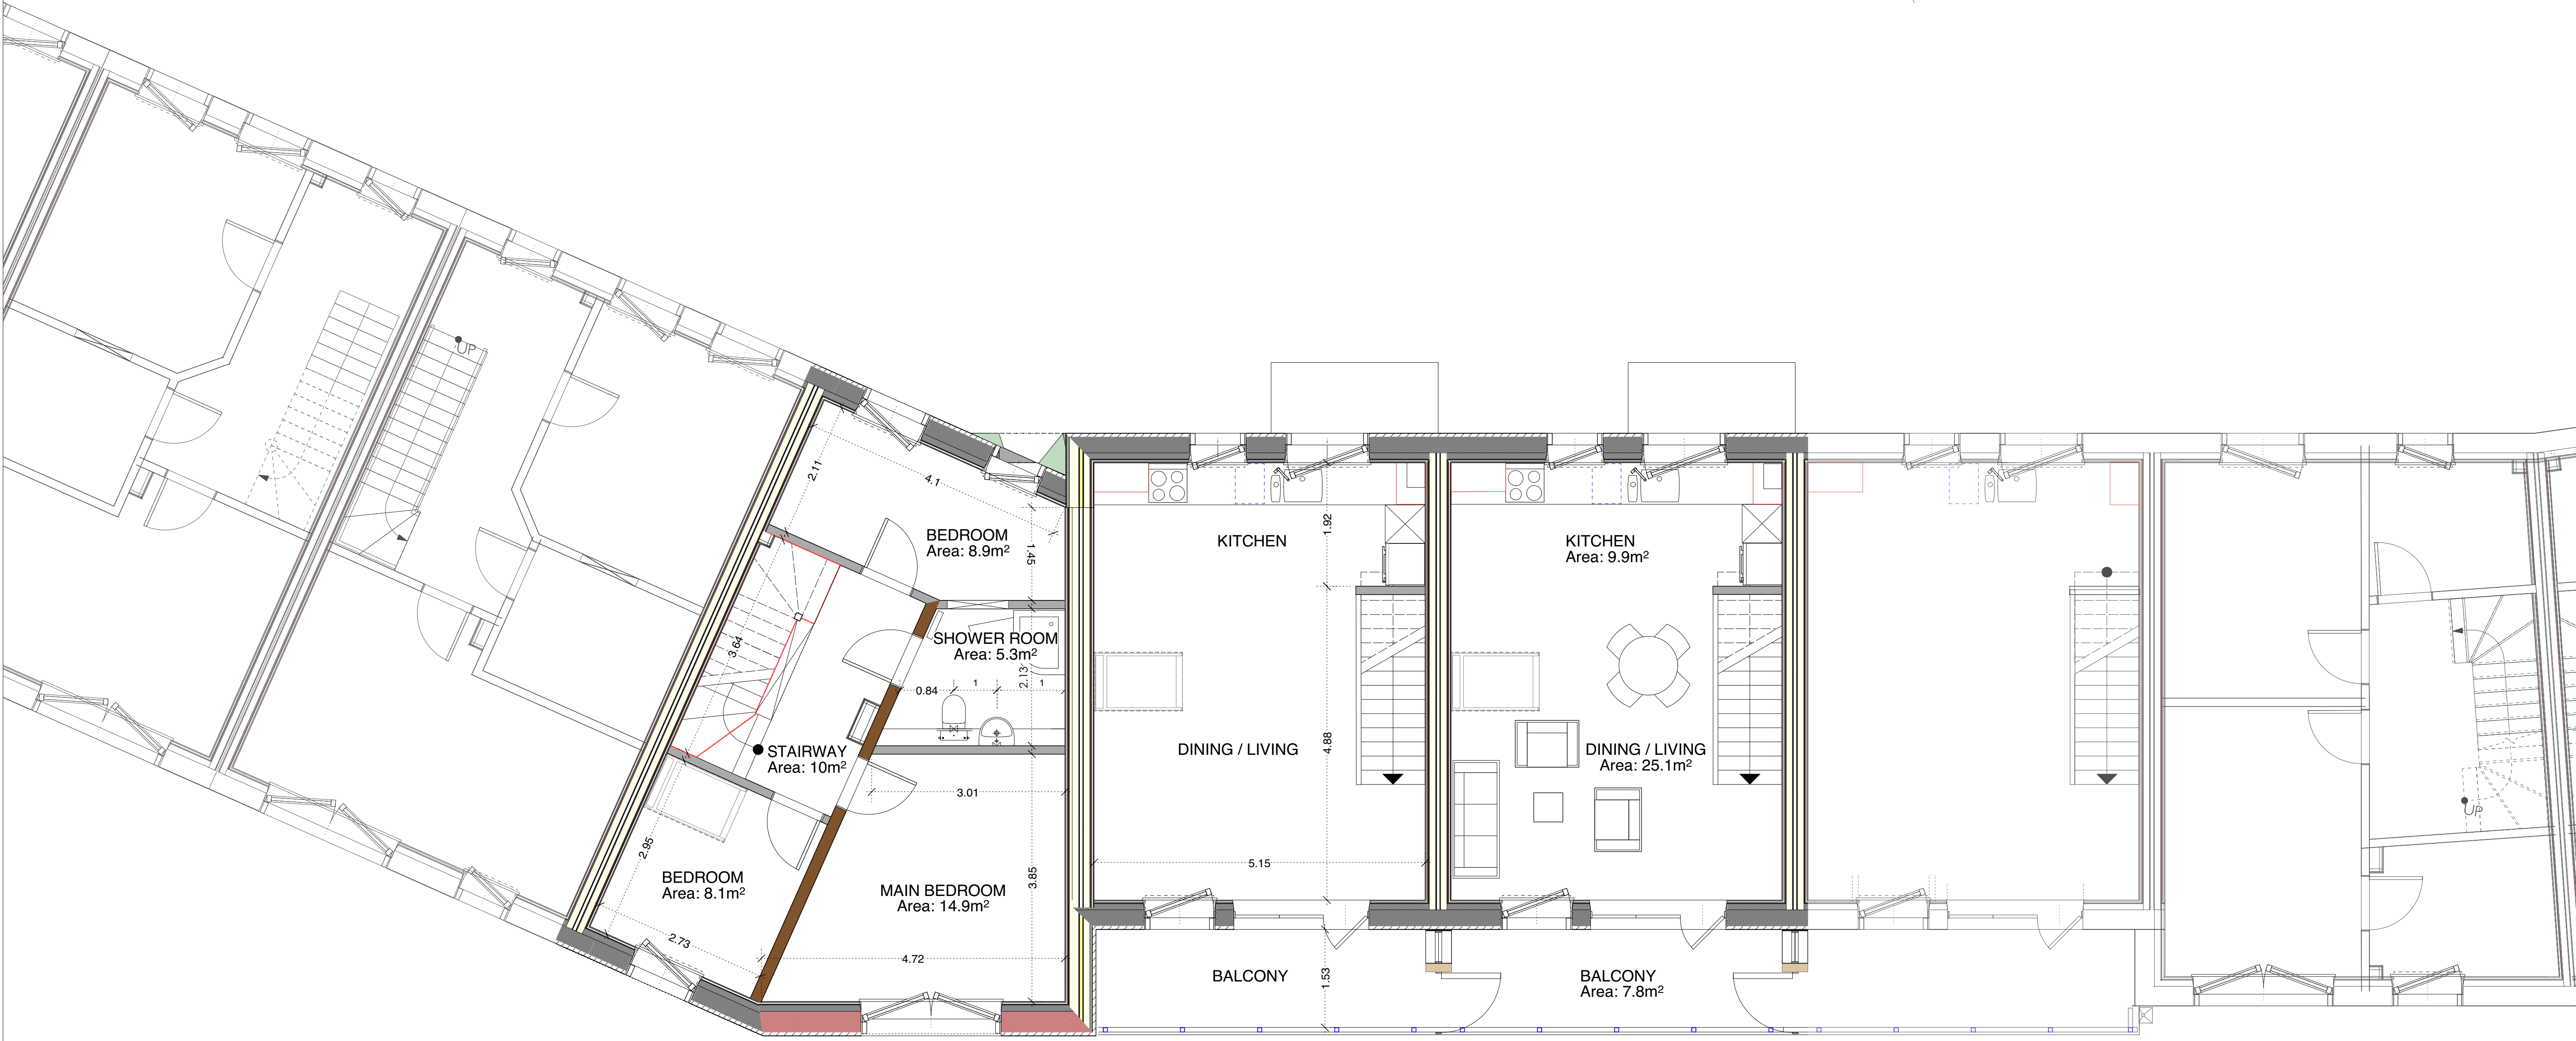 UP
2.11
4.1
BEDROOM
Area: 8.9m²
1.45
KITCHEN
1.92
KITCHEN
Area: 9.9m²
3.64
SHOWER ROOM
Area: 5.3m²
2.13
0.84
1
1
STAIRWAY
Area: 10m²
DINING / LIVING
4.88
DINING / LIVING
Area: 25.1m²
3.01
UP
2.95
BEDROOM
Area: 8.1m²
MAIN BEDROOM
Area: 14.9m²
3.85
5.15
2.73
4.72
BALCONY
1.53
BALCONY
Area: 7.8m²